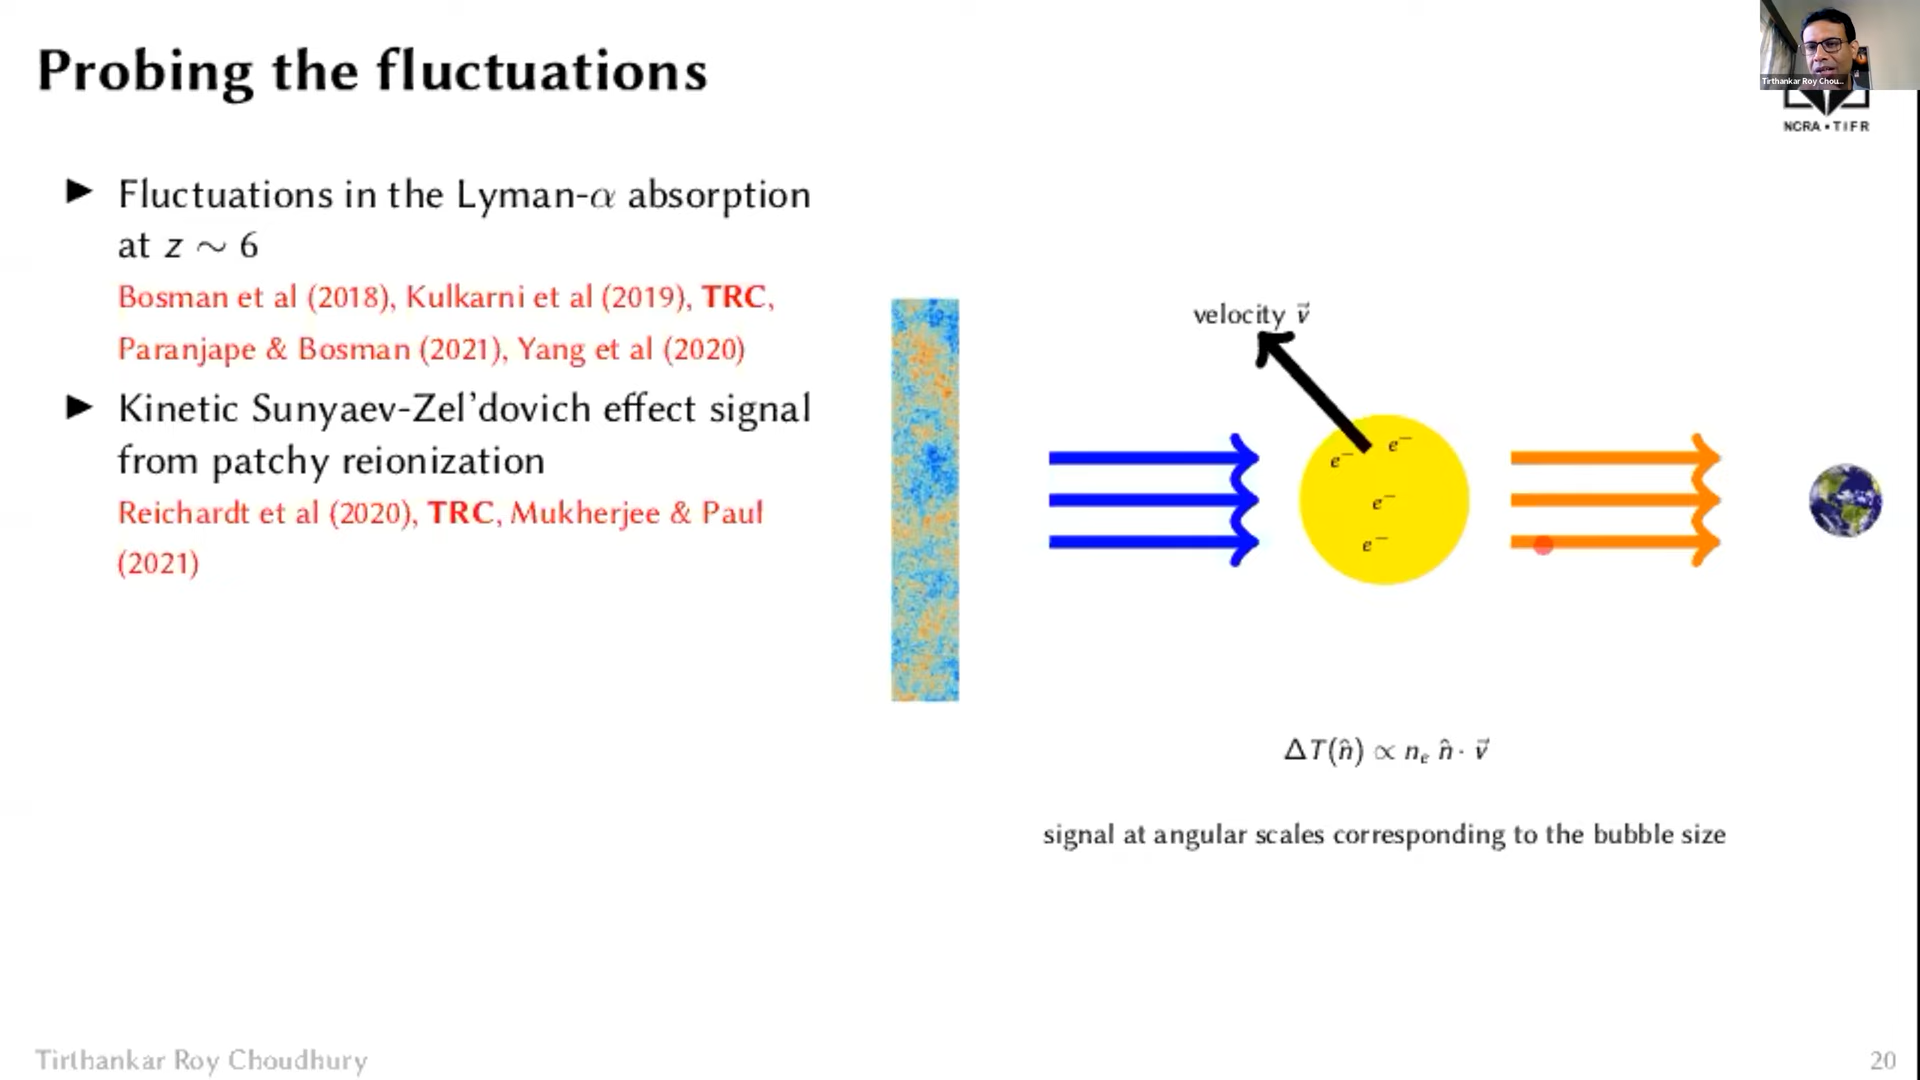 Probing the fluctuations
Tirthankar Roy Chou...
NCRA • TIFR
▶ Fluctuations in the Lyman-α absorption
at z ∼ 6
Bosman et al (2018), Kulkarni et al (2019), TRC,
Paranjape & Bosman (2021), Yang et al (2020)
▶ Kinetic Sunyaev-Zel'dovich effect signal
from patchy reionization
Reichardt et al (2020), TRC, Mukherjee & Paul
(2021)
velocity v⃗
e⁻ e⁻
e⁻
e⁻
ΔT(n̂) ∝ nₑ n̂ · v⃗
signal at angular scales corresponding to the bubble size
Tirthankar Roy Choudhury
20